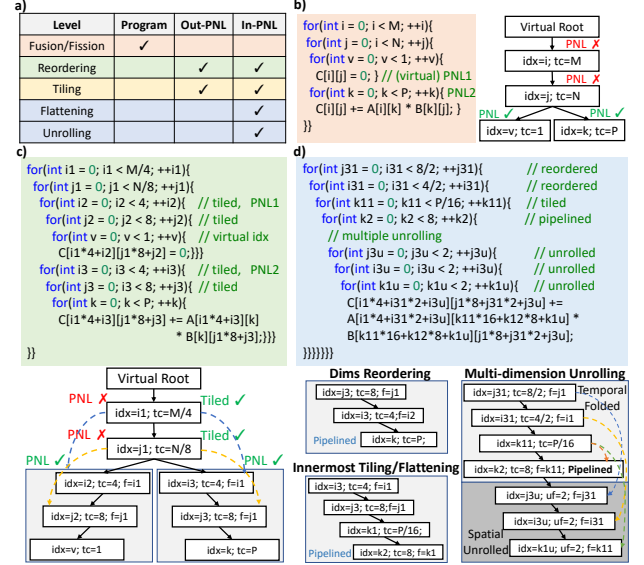 a)
Level Program Out-PNL In-PNL
Fusion/Fission ✓
Reordering ✓ ✓
Tiling ✓ ✓
Flattening ✓
Unrolling ✓
b)
for(int i = 0; i < M; ++i){
for(int j = 0; i < N; ++j){
for(int v = 0; v < 1; ++v){
C[i][j] = 0; } // (virtual) PNL1
for(int k = 0; k < P; ++k){ PNL2
C[i][j] += A[i][k] * B[k][j]; }
}}
Virtual Root
PNL ✗
idx=i; tc=M
PNL ✗
idx=j; tc=N
PNL ✓ PNL ✓
idx=v; tc=1 idx=k; tc=P
c)
for(int i1 = 0; i1 < M/4; ++i1){
for(int j1 = 0; j1 < N/8; ++j1){
for(int i2 = 0; i2 < 4; ++i2){ // tiled, PNL1
for(int j2 = 0; j2 < 8; ++j2){ // tiled
for(int v = 0; v < 1; ++v){ // virtual idx
C[i1*4+i2][j1*8+j2] = 0;}}}
for(int i3 = 0; i3 < 4; ++i3){ // tiled, PNL2
for(int j3 = 0; j3 < 8; ++j3){ // tiled
for(int k = 0; k < P; ++k){
C[i1*4+i3][j1*8+j3] += A[i1*4+i3][k]
* B[k][j1*8+j3];}}}
}}
Virtual Root
PNL ✗ Tiled ✓
idx=i1; tc=M/4
PNL ✗ Tiled ✓
idx=j1; tc=N/8
PNL ✓ PNL ✓
idx=i2; tc=4; f=i1 idx=i3; tc=4; f=i1
idx=j2; tc=8; f=j1 idx=j3; tc=8; f=j1
idx=v; tc=1 idx=k; tc=P
d)
for(int j31 = 0; i31 < 8/2; ++j31){ // reordered
for(int i31 = 0; i31 < 4/2; ++i31){ // reordered
for(int k11 = 0; k11 < P/16; ++k11){ // tiled
for(int k2 = 0; k2 < 8; ++k2){ // pipelined
// multiple unrolling
for(int j3u = 0; j3u < 2; ++j3u){ // unrolled
for(int i3u = 0; i3u < 2; ++i3u){ // unrolled
for(int k1u = 0; k1u < 2; ++k1u){ // unrolled
C[i1*4+i31*2+i3u][j1*8+j31*2+j3u] +=
A[i1*4+i31*2+i3u][k11*16+k12*8+k1u] *
B[k11*16+k12*8+k1u][j1*8+j31*2+j3u];
}}}}}}}
Dims Reordering
idx=j3; tc=8; f=j1
idx=i3; tc=4;f=i2
Pipelined idx=k; tc=P;
Innermost Tiling/Flattening
idx=i3; tc=4; f=i1
idx=j3; tc=8;f=j1
idx=k1; tc=P/16;
Pipelined idx=k2; tc=8; f=k1
Multi-dimension Unrolling
idx=j31; tc=8/2; f=j1
Temporal
Folded
idx=i31; tc=4/2; f=i1
idx=k11; tc=P/16
idx=k2; tc=8; f=k11; Pipelined
idx=j3u; uf=2; f=j31
idx=i3u; uf=2; f=i31
Spatial
Unrolled
idx=k1u; uf=2; f=k11